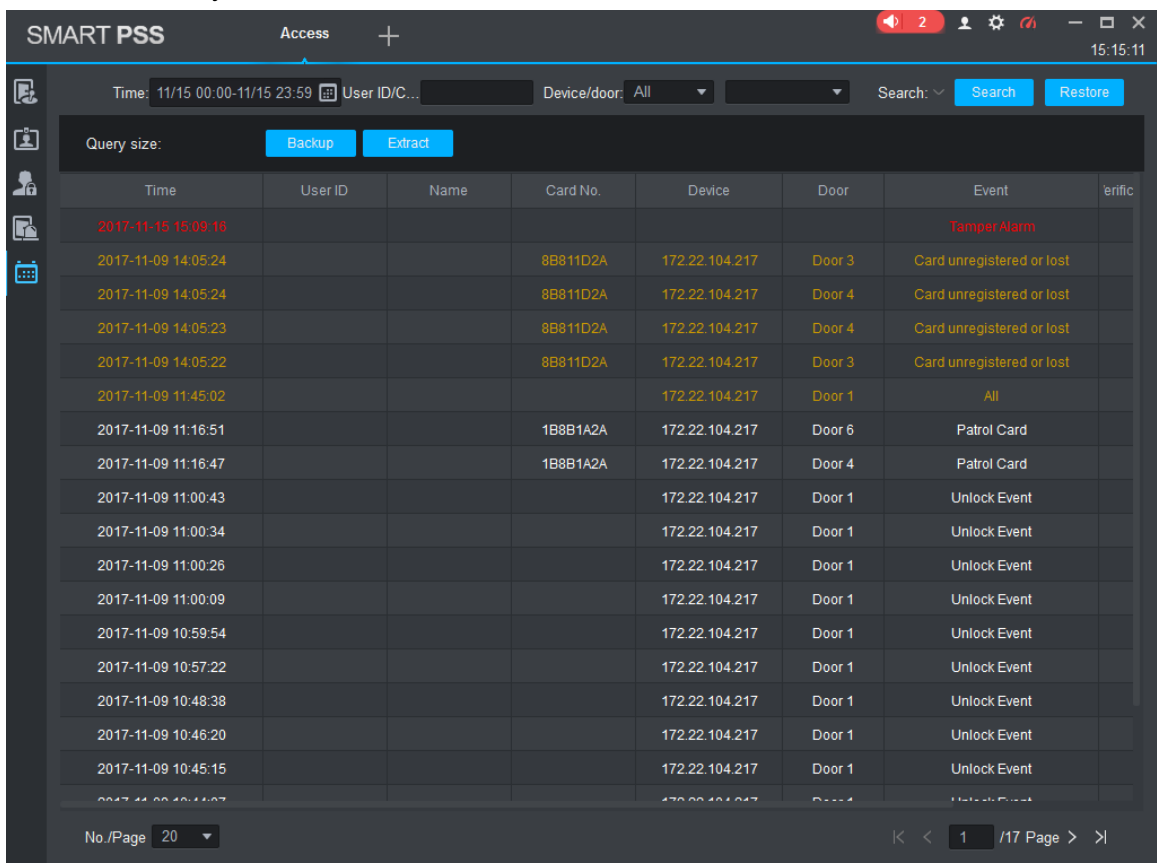 SMART PSS Access 2
15:15:11
Time: 11/15 00:00-11/15 23:59 User ID/C... Device/door: All Search: Search Restore
Query size: Backup Extract
Time User ID Name Card No. Device Door Event
2017-11-15 15:09:16 Tamper Alarm
2017-11-09 14:05:24 8B811D2A 172.22.104.217 Door 3 Card unregistered or lost
2017-11-09 14:05:24 8B811D2A 172.22.104.217 Door 4 Card unregistered or lost
2017-11-09 14:05:23 8B811D2A 172.22.104.217 Door 4 Card unregistered or lost
2017-11-09 14:05:22 8B811D2A 172.22.104.217 Door 3 Card unregistered or lost
2017-11-09 11:45:02 172.22.104.217 Door 1 All
2017-11-09 11:16:51 1B8B1A2A 172.22.104.217 Door 6 Patrol Card
2017-11-09 11:16:47 1B8B1A2A 172.22.104.217 Door 4 Patrol Card
2017-11-09 11:00:43 172.22.104.217 Door 1 Unlock Event
2017-11-09 11:00:34 172.22.104.217 Door 1 Unlock Event
2017-11-09 11:00:26 172.22.104.217 Door 1 Unlock Event
2017-11-09 11:00:09 172.22.104.217 Door 1 Unlock Event
2017-11-09 10:59:54 172.22.104.217 Door 1 Unlock Event
2017-11-09 10:57:22 172.22.104.217 Door 1 Unlock Event
2017-11-09 10:48:38 172.22.104.217 Door 1 Unlock Event
2017-11-09 10:46:20 172.22.104.217 Door 1 Unlock Event
2017-11-09 10:45:15 172.22.104.217 Door 1 Unlock Event
No./Page 20 1 /17 Page